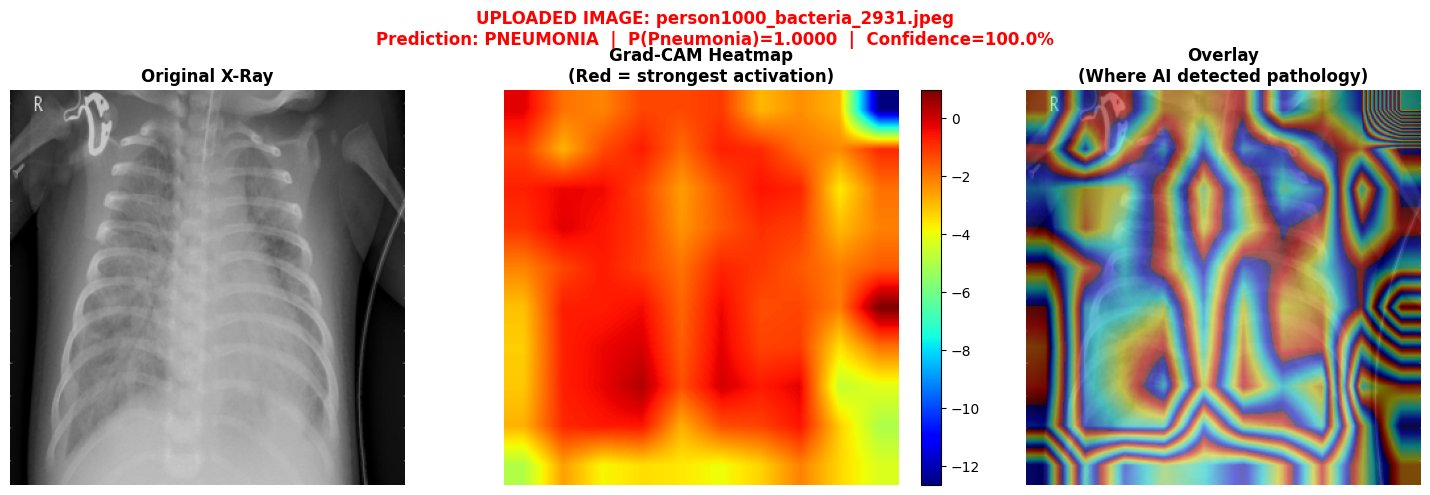 UPLOADED IMAGE: person1000_bacteria_2931.jpeg
Prediction: PNEUMONIA | P(Pneumonia)=1.0000 | Confidence=100.0%
Original X-Ray
Grad-CAM Heatmap
(Red = strongest activation)
Overlay
(Where AI detected pathology)
R
0
−2
−4
−6
−8
−10
−12
R